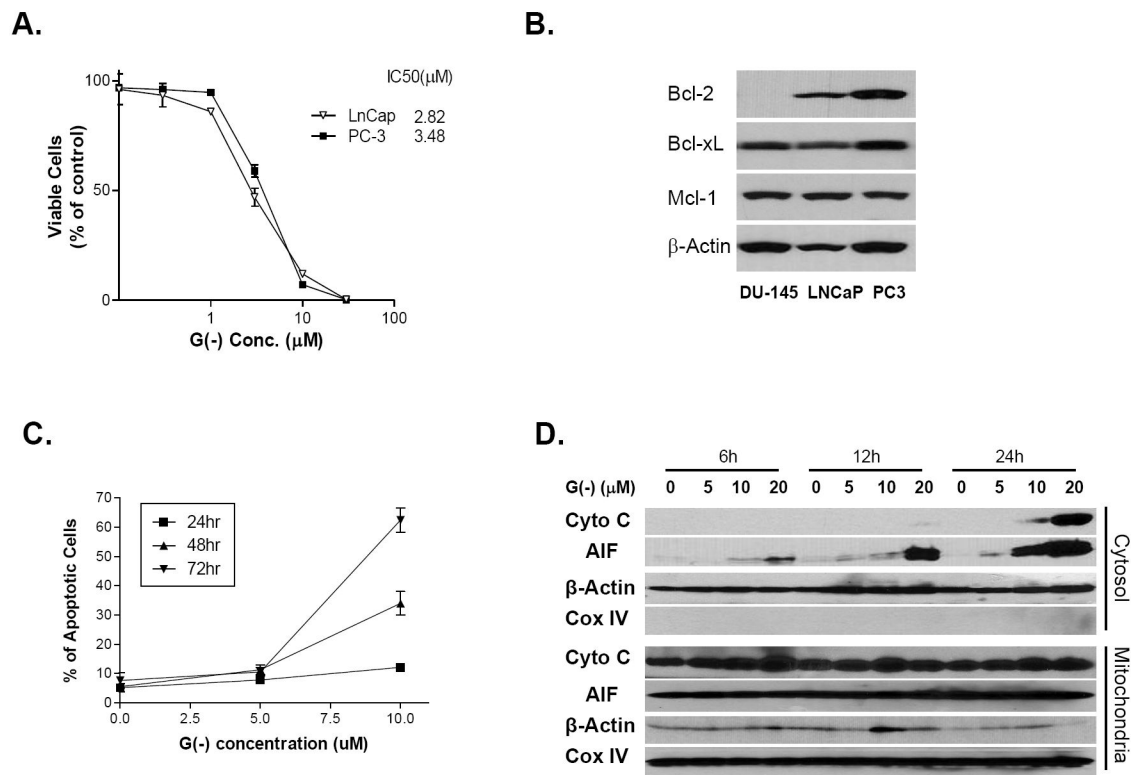 A.
IC50(μM)
LnCap 2.82
PC-3 3.48
100
50
0
1 10 100
Viable Cells
(% of control)
G(-) Conc. (μM)
B.
Bcl-2
Bcl-xL
Mcl-1
β-Actin
DU-145 LNCaP PC3
C.
24hr
48hr
72hr
70
60
50
40
30
20
10
0
0.0 2.5 5.0 7.5 10.0
% of Apoptotic Cells
G(-) concentration (uM)
D.
6h 12h 24h
G(-) (μM) 0 5 10 20 0 5 10 20 0 5 10 20
Cyto C
AIF
β-Actin
Cox IV
Cytosol
Cyto C
AIF
β-Actin
Cox IV
Mitochondria